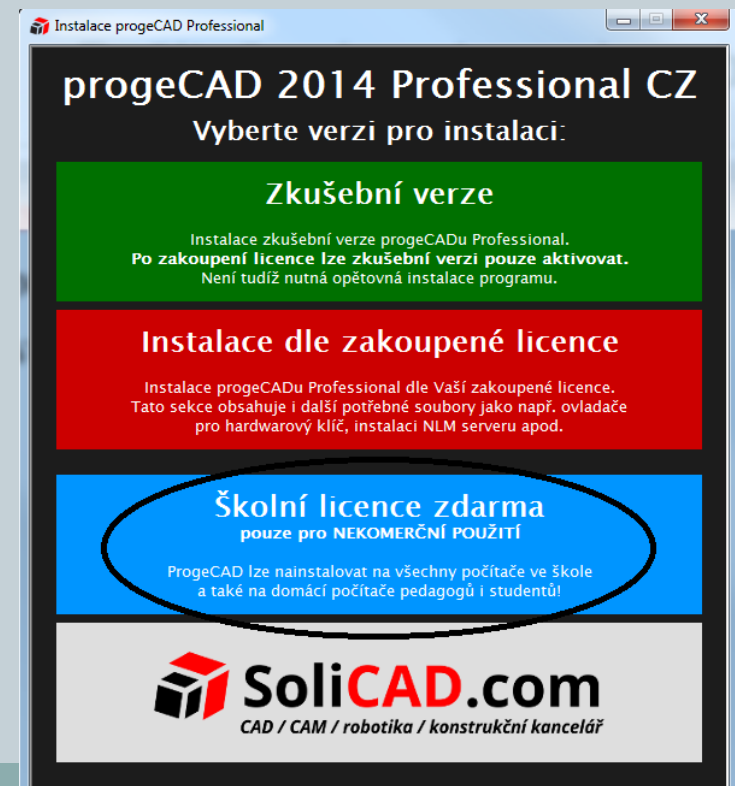 Instalace progeCAD Professional
progeCAD 2014 Professional CZ
Vyberte verzi pro instalaci:
Zkušební verze
Instalace zkušební verze progeCADu Professional.
Po zakoupení licence lze zkušební verzi pouze aktivovat.
Není tudíž nutná opětovná instalace programu.
Instalace dle zakoupené licence
Instalace progeCADu Professional dle Vaší zakoupené licence.
Tato sekce obsahuje i další potřebné soubory jako např. ovladače
pro hardwarový klíč, instalaci NLM serveru apod.
Školní licence zdarma
pouze pro NEKOMERČNÍ POUŽITÍ
ProgeCAD lze nainstalovat na všechny počítače ve škole
a také na domácí počítače pedagogů i studentů!
SoliCAD.com
CAD / CAM / robotika / konstrukční kancelář